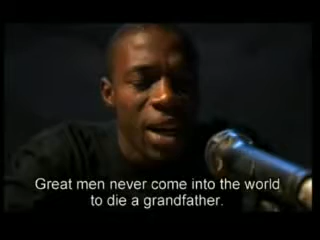 Great men never come into the world
to die a grandfather.